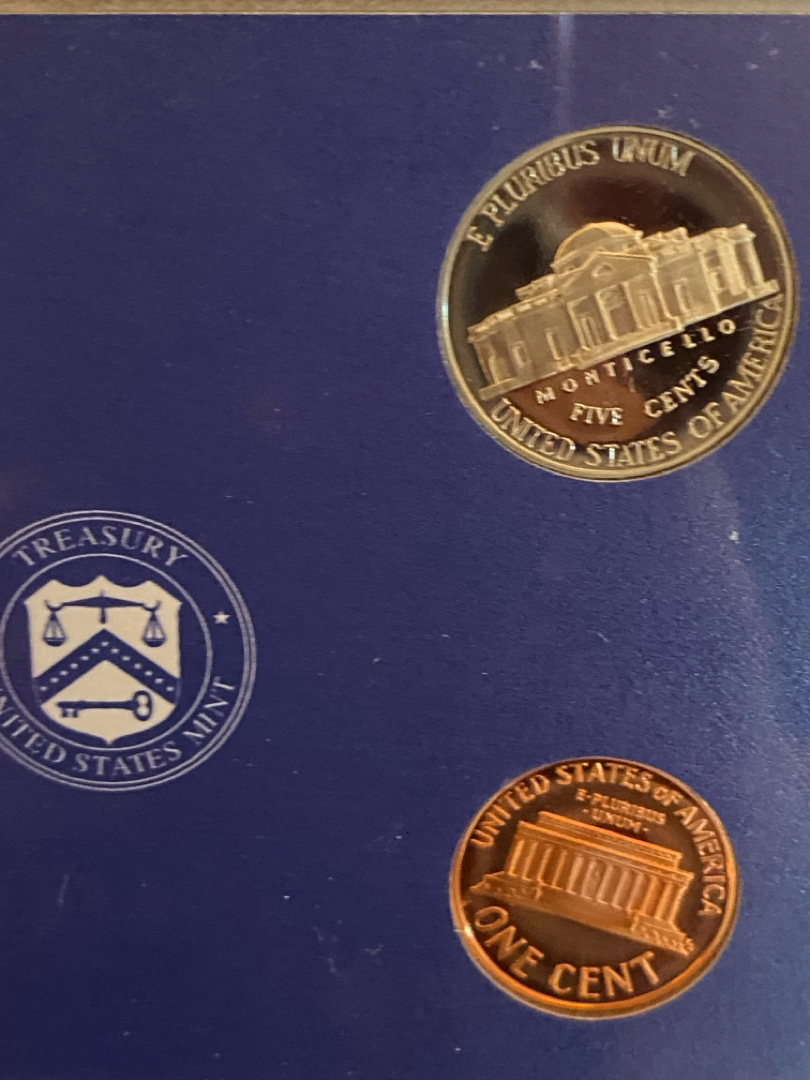 E PLURIBUS UNUM
MONTICELLO
FIVE CENTS
UNITED STATES OF AMERICA
TREASURY
UNITED STATES MINT
UNITED STATES OF AMERICA
E·PLURIBUS
·UNUM·
ONE CENT